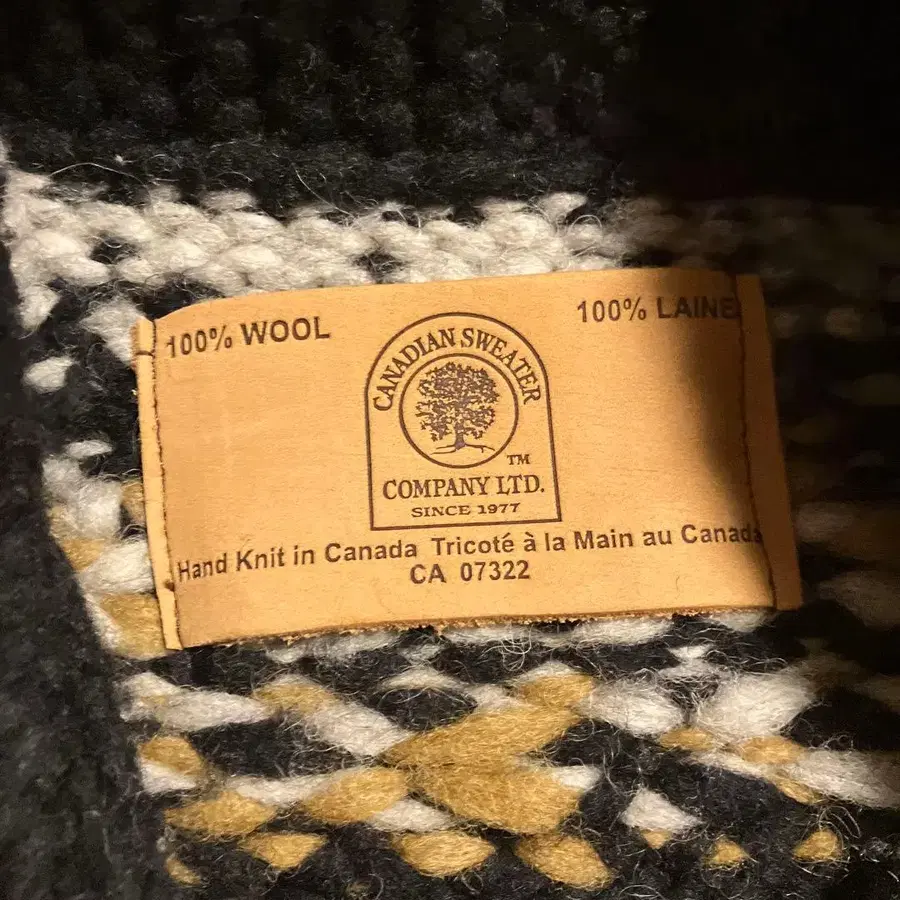 100% WOOL
100% LAINE
CANADIAN SWEATER
TM
COMPANY LTD.
SINCE 1977
Hand Knit in Canada Tricoté à la Main au Canada
CA 07322